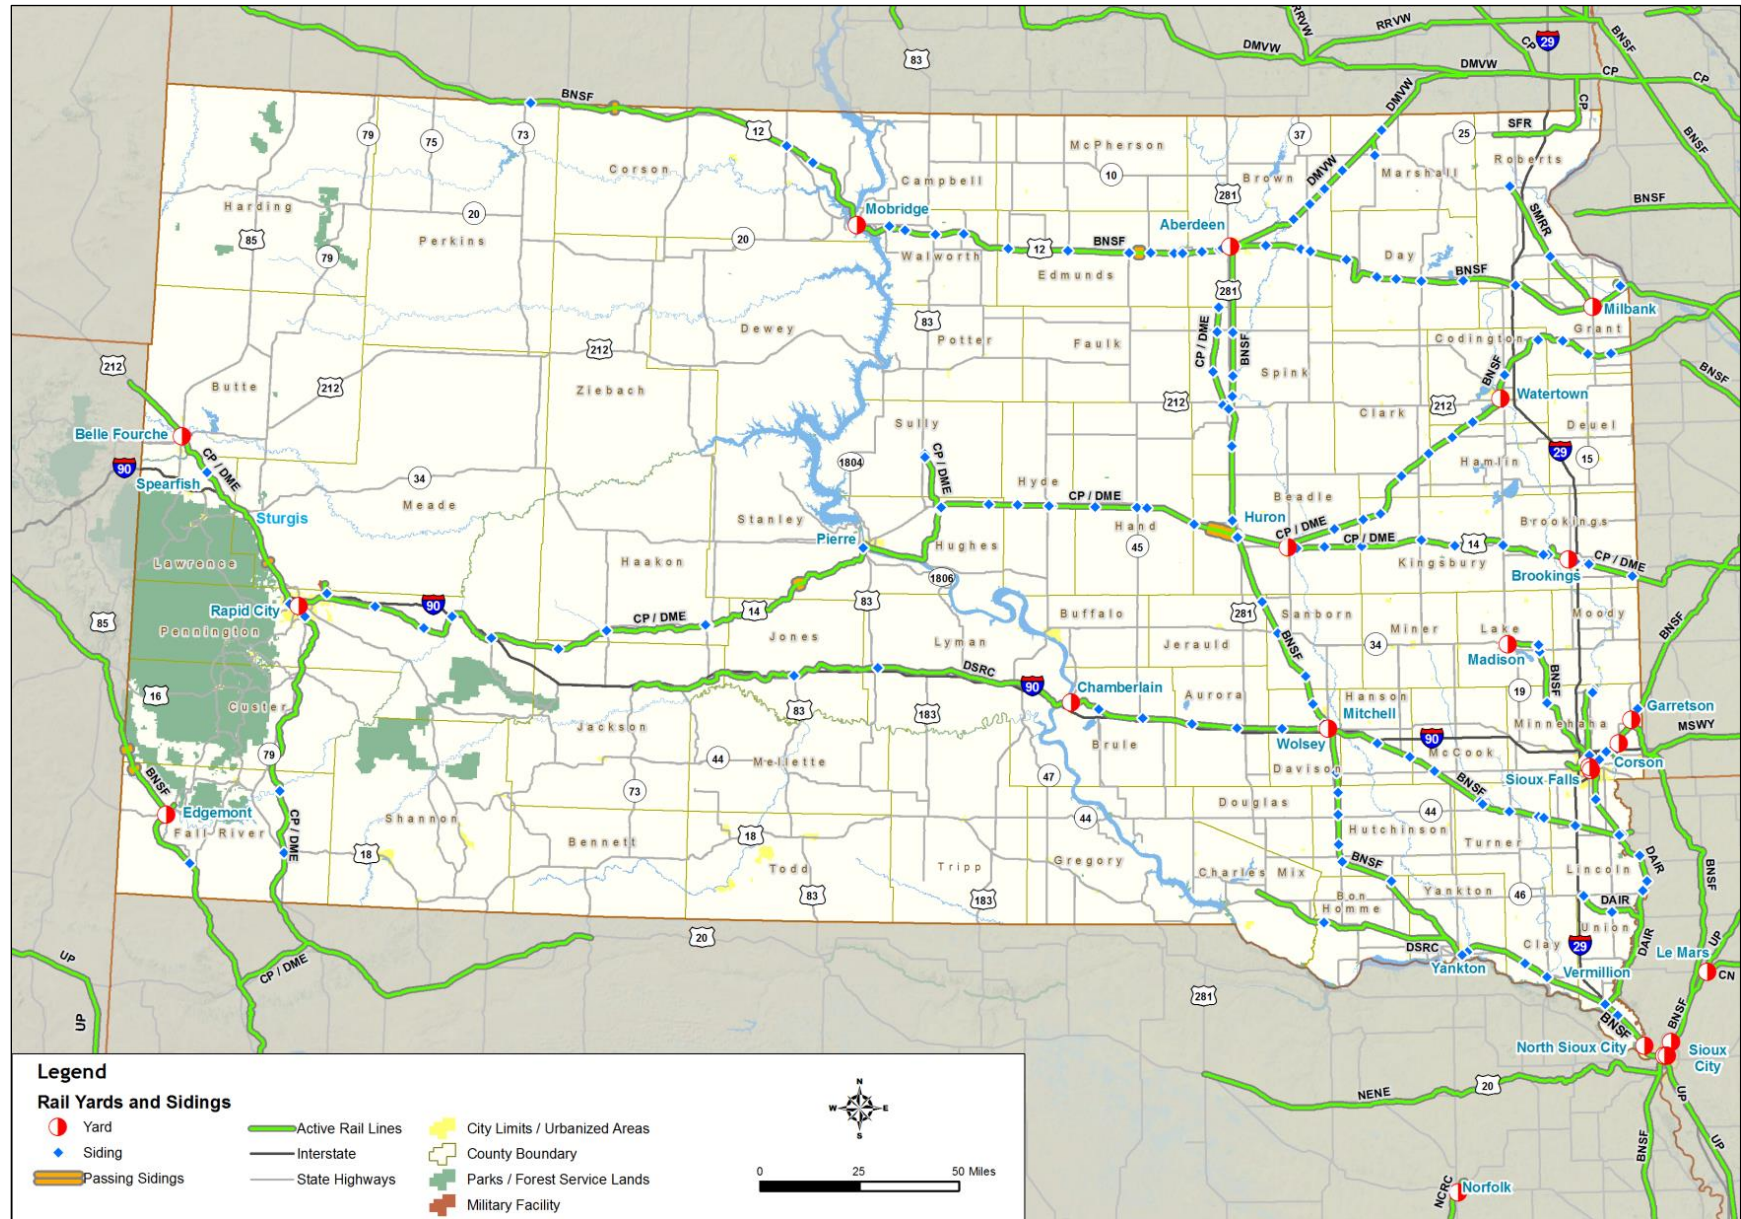 RRVW
RRVW
BNSF
83
DMVW
CP
29
DMVW
CP
CP
BNSF
CP
BNSF
79
75
73
12
McPherson
37
25
SFR
DMVW
Corson
Roberts
Campbell
10
Brown
DMVW
Marshall
281
Harding
20
Mobridge
BNSF
SMRR
85
Perkins
20
Aberdeen
79
Walworth
12
BNSF
Edmunds
Day
BNSF
281
Milbank
83
Dewey
CP / DME
BNSF
Grant
Potter
Faulk
Codington
212
212
Spink
BNSF
BNSF
Butte
212
Ziebach
212
Clark
212
Watertown
Sully
Deuel
Belle Fourche
90
CP / DME
29
15
1804
CP / DME
Hamlin
Spearfish
34
Hyde
CP / DME
Beadle
Sturgis
Meade
Stanley
Huron
Brookings
Hand
CP / DME
CP / DME
14
Pierre
Hughes
45
CP / DME
Lawrence
Haakon
Kingsbury
Brookings
1806
Rapid City
90
14
83
Buffalo
281
Sanborn
Moody
85
CP / DME
Pennington
Jones
Lyman
Jerauld
BNSF
34
Miner
Lake
BNSF
Madison
DSRC
16
90
Chamberlain
Aurora
Hanson
19
BNSF
Custer
83
183
Mitchell
Garretson
Jackson
Minnehaha
MSWY
Wolsey
90
79
44
Mellette
Brule
McCook
Corson
BNSF
Davison
BNSF
Sioux Falls
47
73
Edgemont
Douglas
44
44
Fall River
CP / DME
Shannon
18
Hutchinson
18
Bennett
Turner
Gregory
DAIR
BNSF
Todd
Tripp
Charles Mix
BNSF
Lincoln
83
183
Bon
Homme
Yankton
46
DAIR
Union
20
DSRC
Clay
29
DAIR
UP
UP
Le Mars
CP / DME
Yankton
Vermillion
CN
281
UP
BNSF
BNSF
North Sioux City
Sioux
City
NENE
20
UP
UP
BNSF
NCRC
Norfolk
Legend
Rail Yards and Sidings
Yard
Siding
Passing Sidings
Active Rail Lines
Interstate
State Highways
City Limits / Urbanized Areas
County Boundary
Parks / Forest Service Lands
Military Facility
N
W E
S
0 25 50 Miles